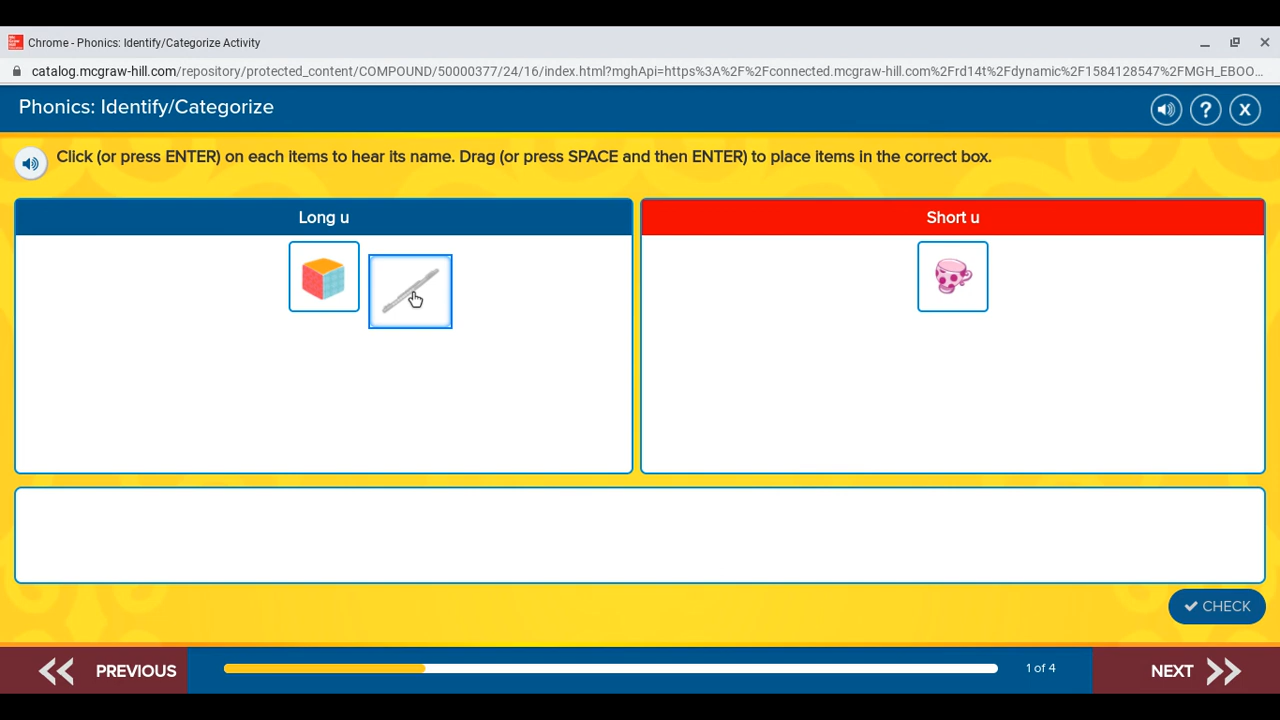 Chrome - Phonics: Identify/Categorize Activity
catalog.mcgraw-hill.com/repository/protected_content/COMPOUND/50000377/24/16/index.html?mghApi=https%3A%2F%2Fconnected.mcgraw-hill.com%2Frd14t%2Fdynamic%2F1584128547%2FMGH_EBOO...
Phonics: Identify/Categorize
?
X
Click (or press ENTER) on each items to hear its name. Drag (or press SPACE and then ENTER) to place items in the correct box.
Long u
Short u
CHECK
PREVIOUS
1 of 4
NEXT